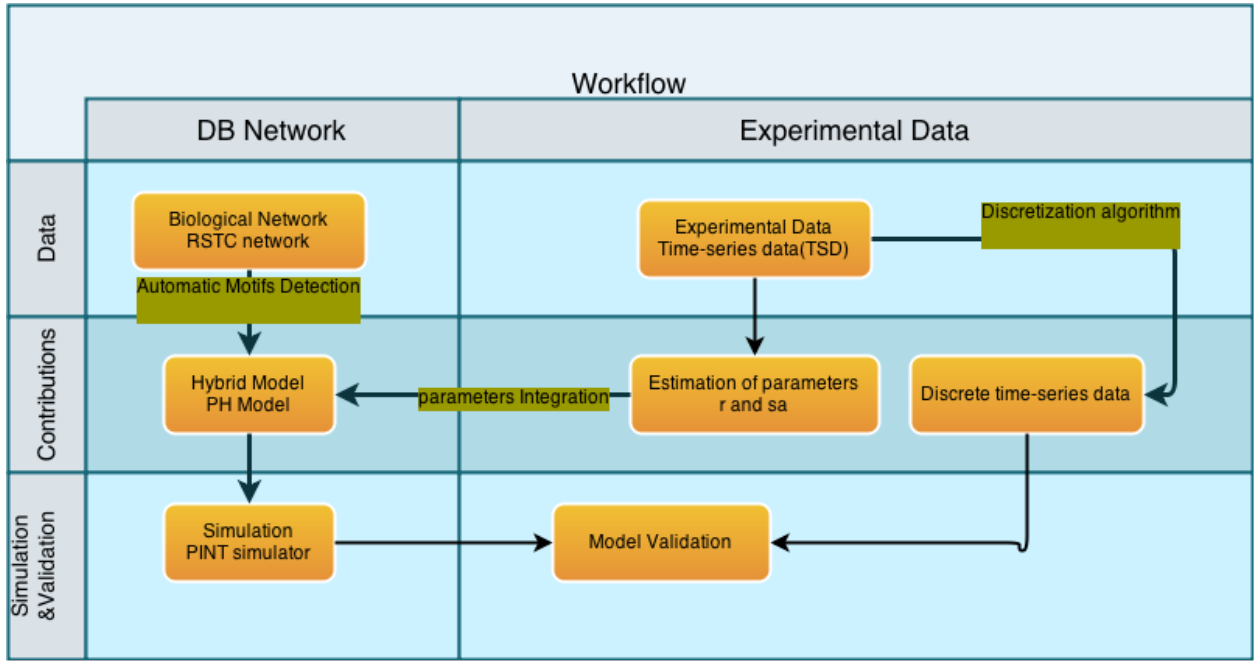 Workflow
DB Network
Experimental Data
Data
Biological Network
RSTC network
Experimental Data
Time-series data(TSD)
Discretization algorithm
Automatic Motifs Detection
Contributions
Hybrid Model
PH Model
parameters Integration
Estimation of parameters
r and sa
Discrete time-series data
Simulation
&Validation
Simulation
PINT simulator
Model Validation